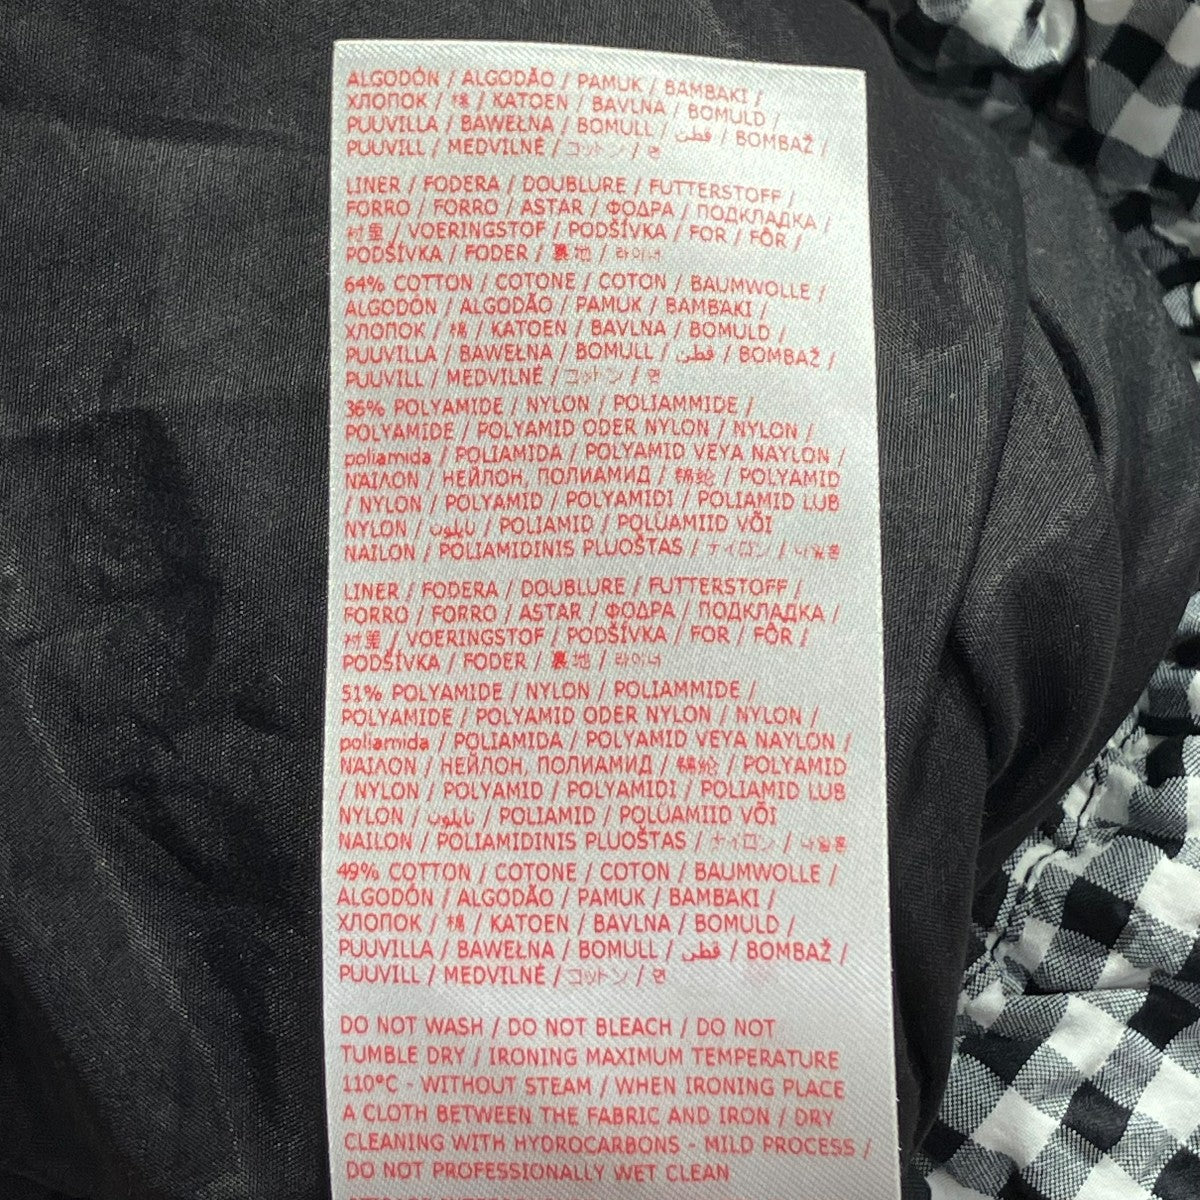 ALGODÓN / ALGODÃO / PAMUK / BAMBAKI /
ХЛОПОК / 棉 / KATOEN / BAVLNA / BOMULD /
PUUVILLA / BAWEŁNA / BOMULL / قطن / BOMBAŽ /
PUUVILL / MEDVILNĖ / コットン / 면
LINER / FODERA / DOUBLURE / FUTTERSTOFF /
FORRO / FORRO / ASTAR / ΦΟΔΡΑ / ПОДКЛАДКА /
衬里 / VOERINGSTOF / PODŠÍVKA / FOR / FÔR /
PODŠÍVKA / FODER / 裏地 / 라이너
64% COTTON / COTONE / COTON / BAUMWOLLE /
ALGODÓN / ALGODÃO / PAMUK / BAMBAKI /
ХЛОПОК / 棉 / KATOEN / BAVLNA / BOMULD /
PUUVILLA / BAWEŁNA / BOMULL / قطن / BOMBAŽ /
PUUVILL / MEDVILNĖ / コットン / 면
36% POLYAMIDE / NYLON / POLIAMMIDE /
POLYAMIDE / POLYAMID ODER NYLON / NYLON /
poliamida / POLIAMIDA / POLYAMID VEYA NAYLON /
ΝΑΪΛΟΝ / НЕЙЛОН, ПОЛИАМИД / 锦纶 / POLYAMID
/ NYLON / POLYAMID / POLYAMIDI / POLIAMID LUB
NYLON / نايلون / POLIAMID / POLÜAMIID VÕI
NAILON / POLIAMIDINIS PLUOŠTAS / ナイロン / 나일론
LINER / FODERA / DOUBLURE / FUTTERSTOFF /
FORRO / FORRO / ASTAR / ΦΟΔΡΑ / ПОДКЛАДКА /
衬里 / VOERINGSTOF / PODŠÍVKA / FOR / FÔR /
PODŠÍVKA / FODER / 裏地 / 라이너
51% POLYAMIDE / NYLON / POLIAMMIDE /
POLYAMIDE / POLYAMID ODER NYLON / NYLON /
poliamida / POLIAMIDA / POLYAMID VEYA NAYLON /
ΝΑΪΛΟΝ / НЕЙЛОН, ПОЛИАМИД / 锦纶 / POLYAMID
/ NYLON / POLYAMID / POLYAMIDI / POLIAMID LUB
NYLON / نايلون / POLIAMID / POLÜAMIID VÕI
NAILON / POLIAMIDINIS PLUOŠTAS / ナイロン / 나일론
49% COTTON / COTONE / COTON / BAUMWOLLE /
ALGODÓN / ALGODÃO / PAMUK / BAMBAKI /
ХЛОПОК / 棉 / KATOEN / BAVLNA / BOMULD /
PUUVILLA / BAWEŁNA / BOMULL / قطن / BOMBAŽ /
PUUVILL / MEDVILNĖ / コットン / 면
DO NOT WASH / DO NOT BLEACH / DO NOT
TUMBLE DRY / IRONING MAXIMUM TEMPERATURE
110°C - WITHOUT STEAM / WHEN IRONING PLACE
A CLOTH BETWEEN THE FABRIC AND IRON / DRY
CLEANING WITH HYDROCARBONS - MILD PROCESS /
DO NOT PROFESSIONALLY WET CLEAN